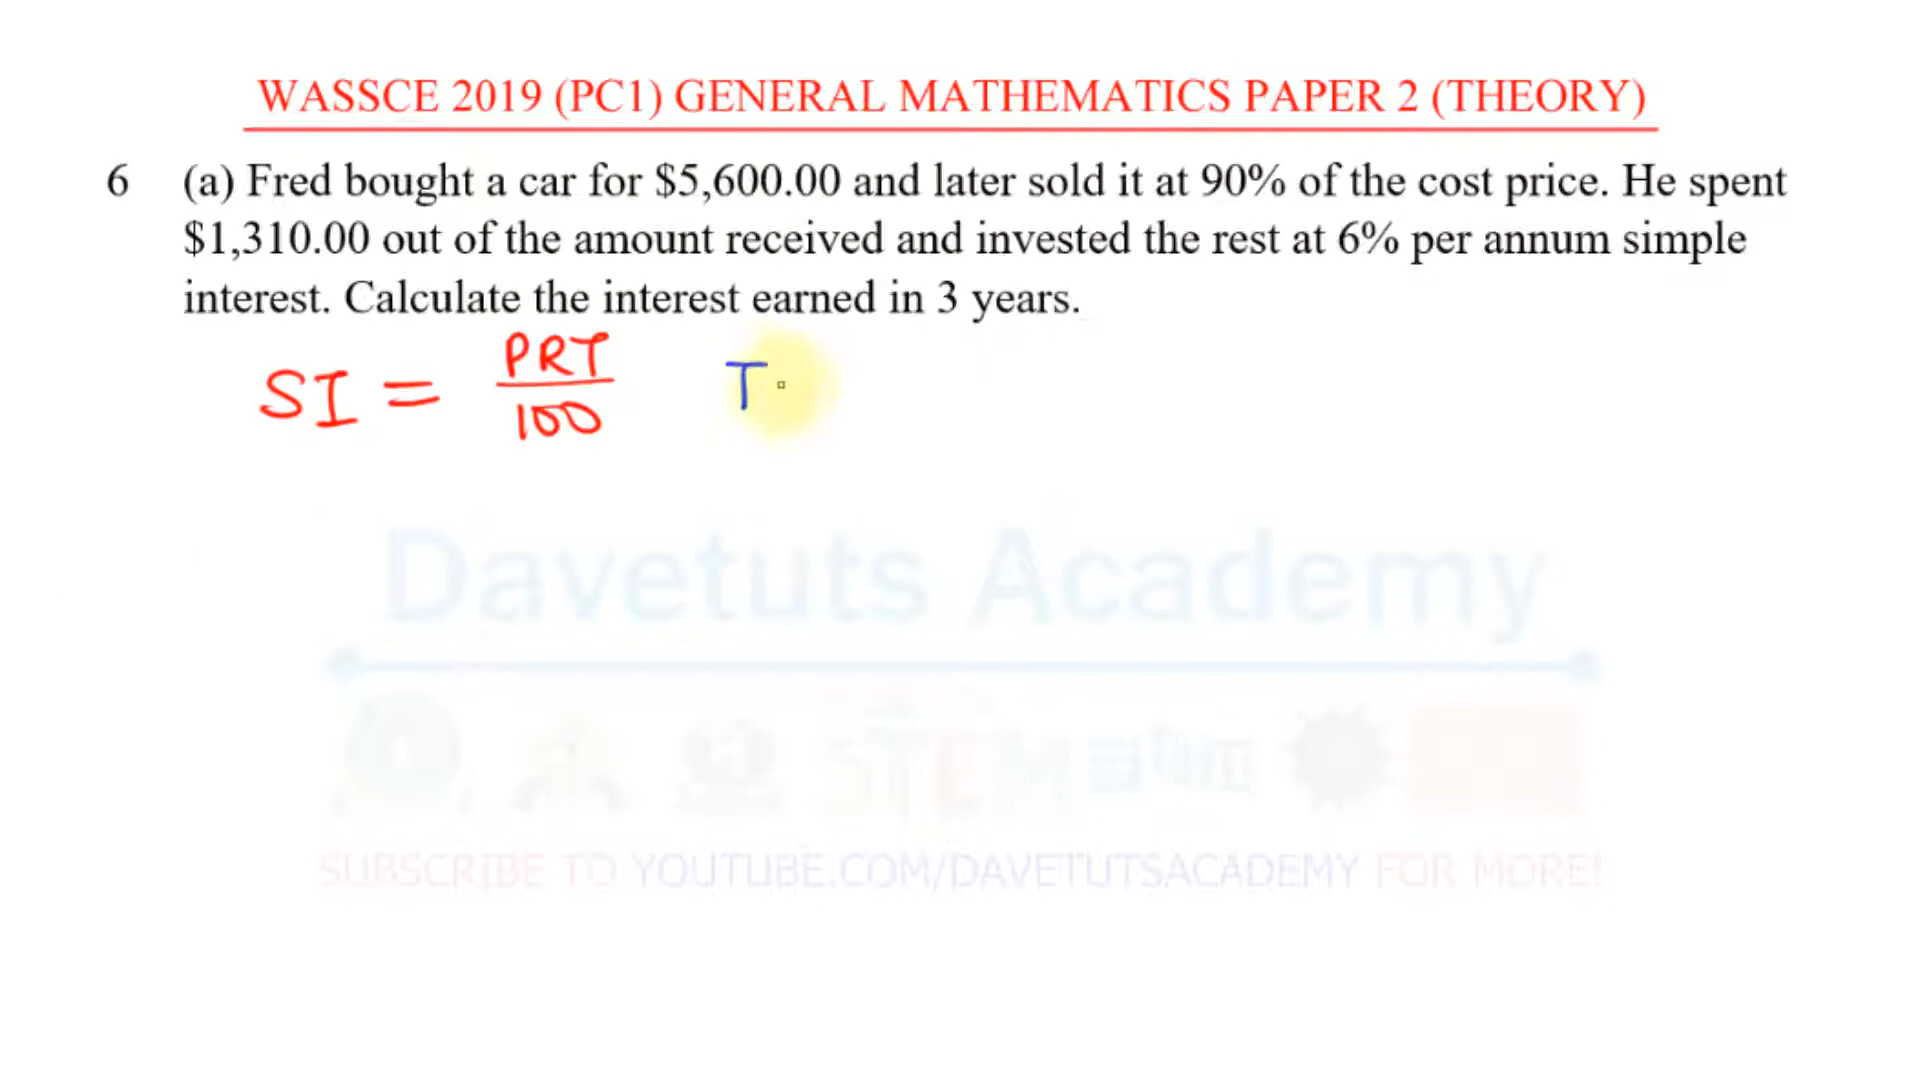 WASSCE 2019 (PC1) GENERAL MATHEMATICS PAPER 2 (THEORY)
6 (a) Fred bought a car for $5,600.00 and later sold it at 90% of the cost price. He spent
$1,310.00 out of the amount received and invested the rest at 6% per annum simple
interest. Calculate the interest earned in 3 years.
SI = PRT/100 T
Davetuts Academy
STEM
SUBSCRIBE TO YOUTUBE.COM/DAVETUTSACADEMY FOR MORE!